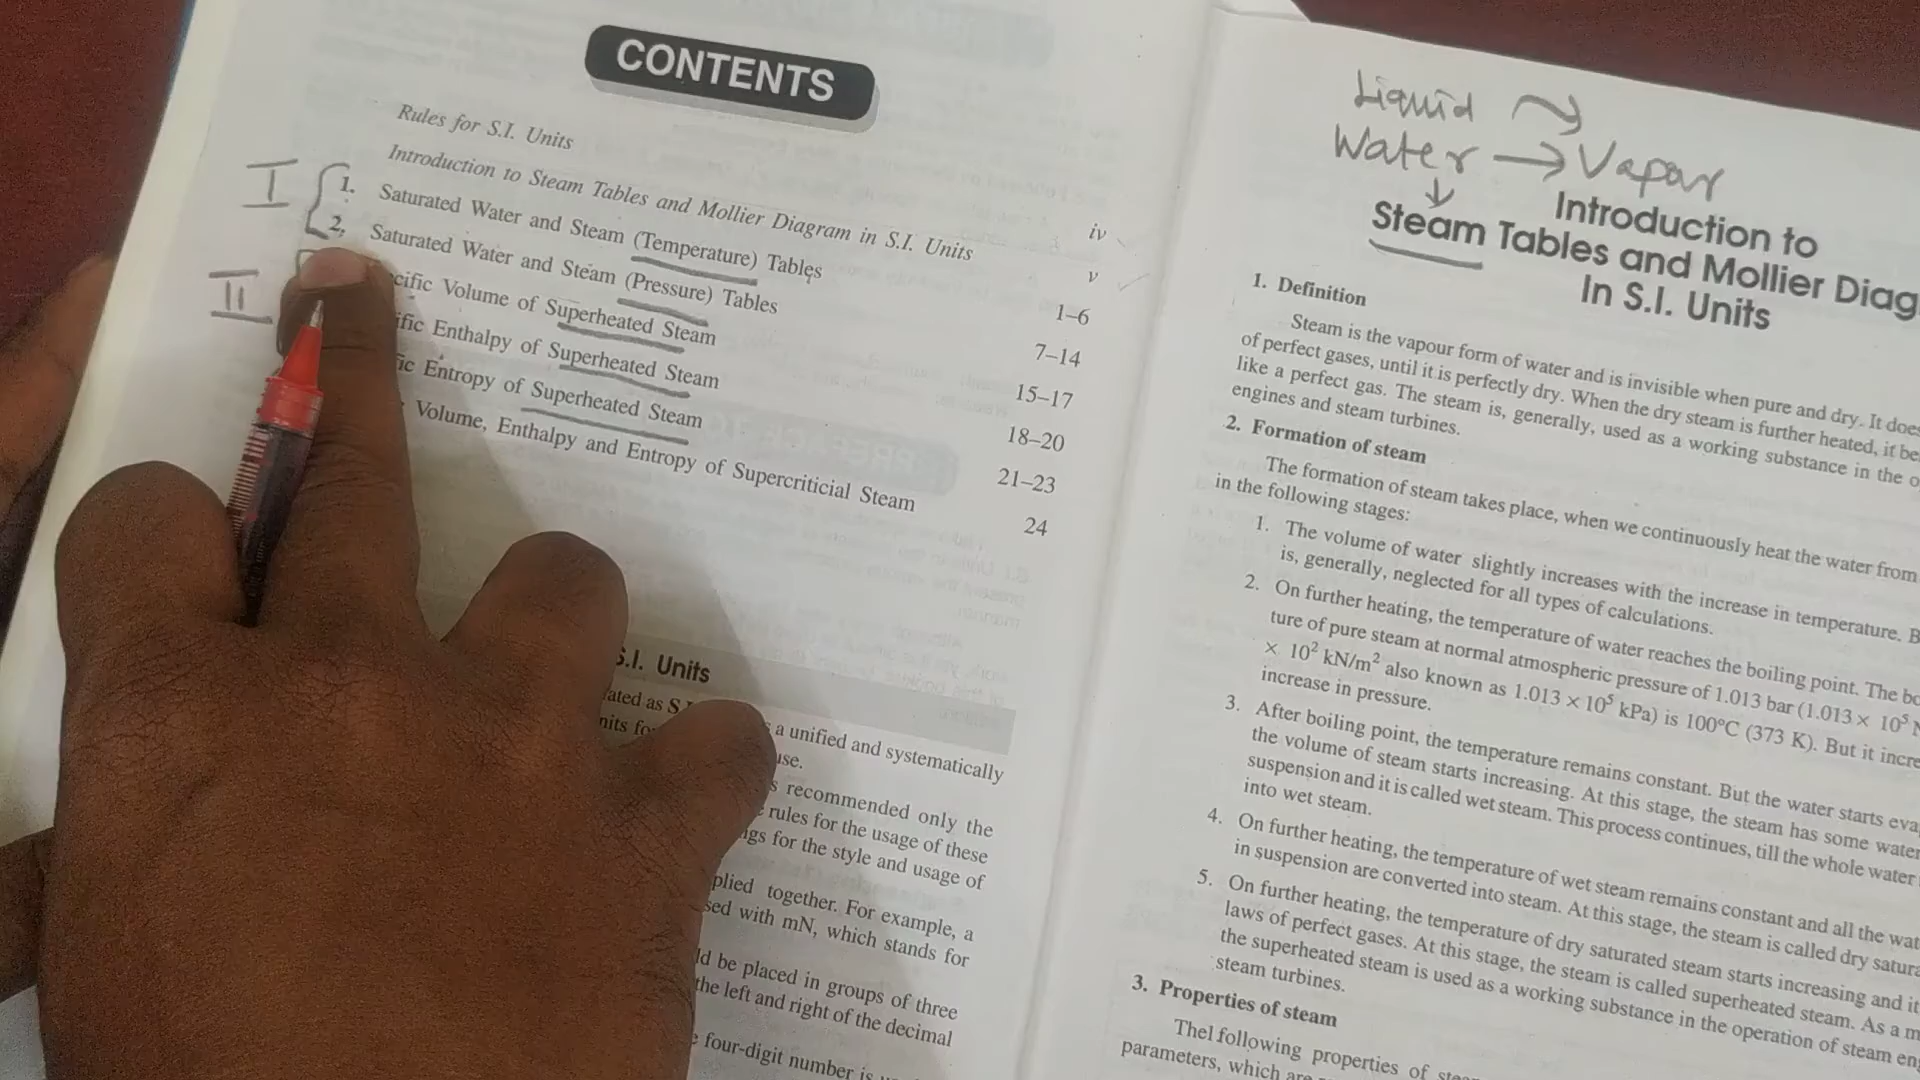 CONTENTS
Rules for S.I. Units
iv
Introduction to Steam Tables and Mollier Diagram in S.I. Units
v
I
1. Saturated Water and Steam (Temperature) Tables
1–6
2. Saturated Water and Steam (Pressure) Tables
7–14
II
cific Volume of Superheated Steam
15–17
ific Enthalpy of Superheated Steam
18–20
ic Entropy of Superheated Steam
21–23
Volume, Enthalpy and Entropy of Supercriticial Steam
24
S.I. Units
ated as S.I
a unified and systematically
nits fo
use.
s recommended only the
rules for the usage of these
ngs for the style and usage of
plied together. For example, a
sed with mN, which stands for
ld be placed in groups of three
the left and right of the decimal
four-digit number is
Liquid
Water → Vapour
Introduction to
Steam Tables and Mollier Diag
In S.I. Units
1. Definition
Steam is the vapour form of water and is invisible when pure and dry. It does
of perfect gases, until it is perfectly dry. When the dry steam is further heated, it be
like a perfect gas. The steam is, generally, used as a working substance in the o
engines and steam turbines.
2. Formation of steam
The formation of steam takes place, when we continuously heat the water from
in the following stages:
1. The volume of water slightly increases with the increase in temperature. B
is, generally, neglected for all types of calculations.
2. On further heating, the temperature of water reaches the boiling point. The bo
ture of pure steam at normal atmospheric pressure of 1.013 bar (1.013 × 10⁵ N
× 10² kN/m² also known as 1.013 × 10⁵ kPa) is 100°C (373 K). But it incre
increase in pressure.
3. After boiling point, the temperature remains constant. But the water starts eva
the volume of steam starts increasing. At this stage, the steam has some water
suspension and it is called wet steam. This process continues, till the whole water
into wet steam.
4. On further heating, the temperature of wet steam remains constant and all the wat
in suspension are converted into steam. At this stage, the steam is called dry satura
5. On further heating, the temperature of dry saturated steam starts increasing and it
laws of perfect gases. At this stage, the steam is called superheated steam. As a m
the superheated steam is used as a working substance in the operation of steam en
steam turbines.
3. Properties of steam
Thel following properties of stea
parameters, which are